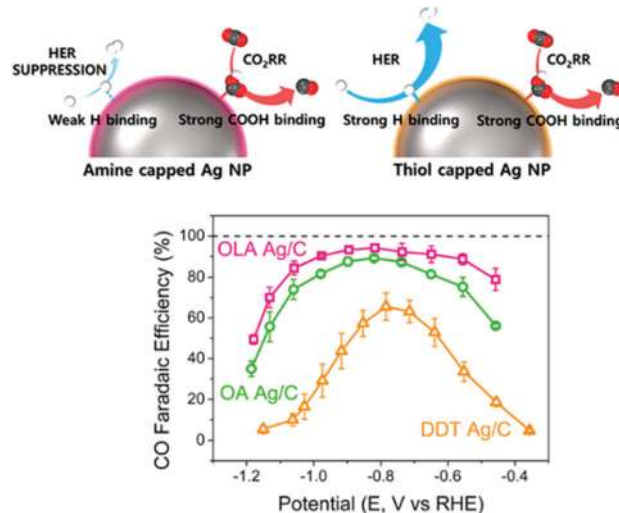 HER
SUPPRESSION
CO₂RR
Weak H binding
Strong COOH binding
Amine capped Ag NP
HER
CO₂RR
Strong H binding
Strong COOH binding
Thiol capped Ag NP
CO Faradaic Efficiency (%)
100
80
60
40
20
0
OLA Ag/C
OA Ag/C
DDT Ag/C
-1.2
-1.0
-0.8
-0.6
-0.4
Potential (E, V vs RHE)